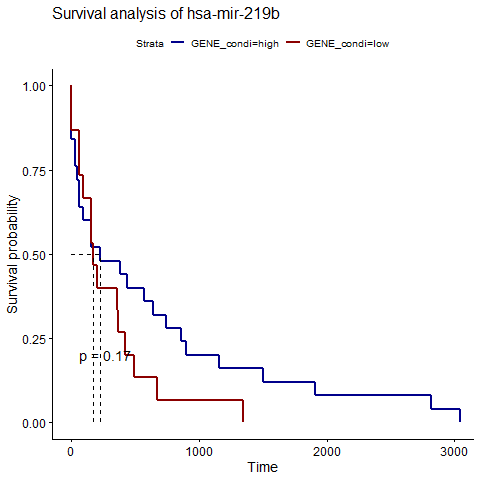 Survival analysis of hsa-mir-219b
Strata GENE_condi=high GENE_condi=low
1.00
0.75
0.50
0.25
0.00
Survival probability
p = 0.17
0 1000 2000 3000
Time